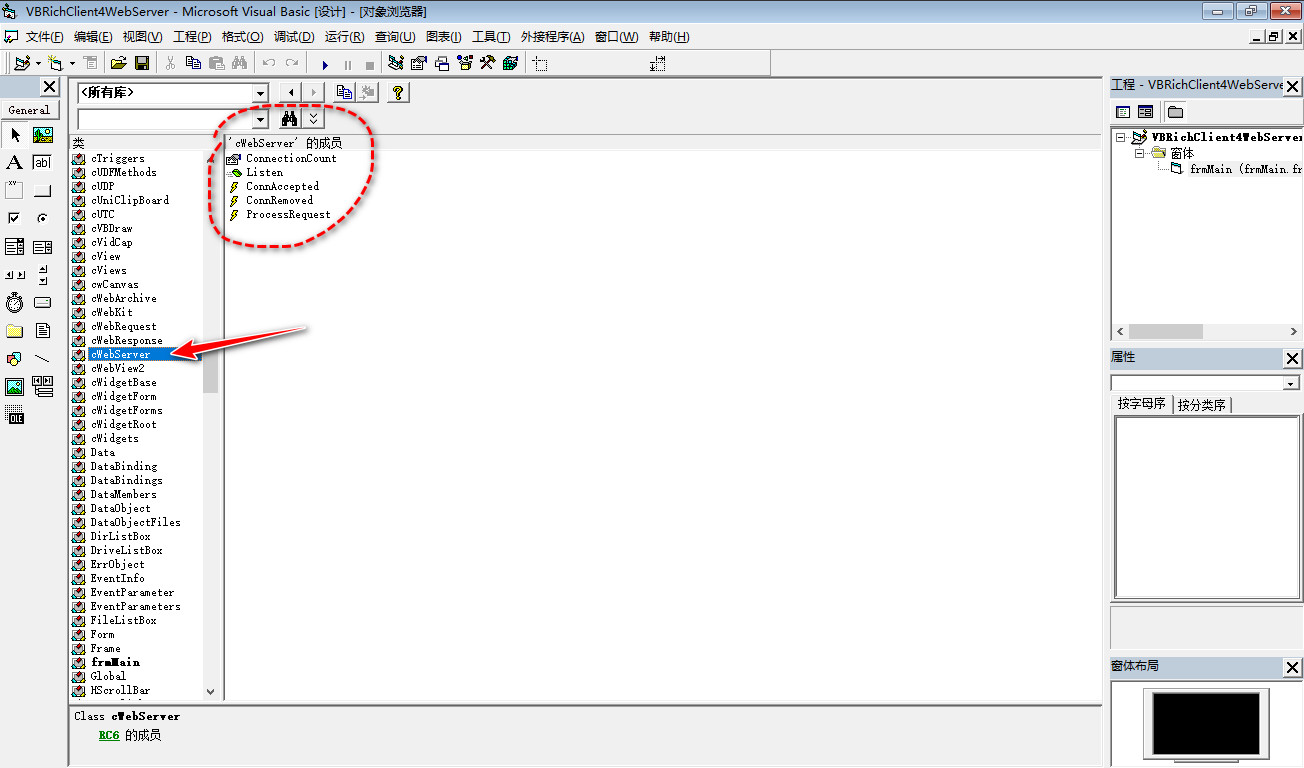 VBRichClient4WebServer - Microsoft Visual Basic [设计] - [对象浏览器]
文件(F) 编辑(E) 视图(V) 工程(P) 格式(O) 调试(D) 运行(R) 查询(U) 图表(I) 工具(T) 外接程序(A) 窗口(W) 帮助(H)
General
<所有库>
类
cTriggers
cUDFMethods
cUDP
cUniClipBoard
cUTC
cVBDraw
cVidCap
cView
cViews
cwCanvas
cWebArchive
cWebKit
cWebRequest
cWebResponse
cWebServer
cWebView2
cWidgetBase
cWidgetForm
cWidgetForms
cWidgetRoot
cWidgets
Data
DataBinding
DataBindings
DataMembers
DataObject
DataObjectFiles
DirListBox
DriveListBox
ErrObject
EventInfo
EventParameter
EventParameters
FileListBox
Form
Frame
frmMain
Global
HScrollBar
'cWebServer' 的成员
ConnectionCount
Listen
ConnAccepted
ConnRemoved
ProcessRequest
Class cWebServer
RC6 的成员
工程 - VBRichClient4WebServe
VBRichClient4WebServer
窗体
frmMain (frmMain.fr
属性
按字母序 按分类序
窗体布局
A
ab
OLE